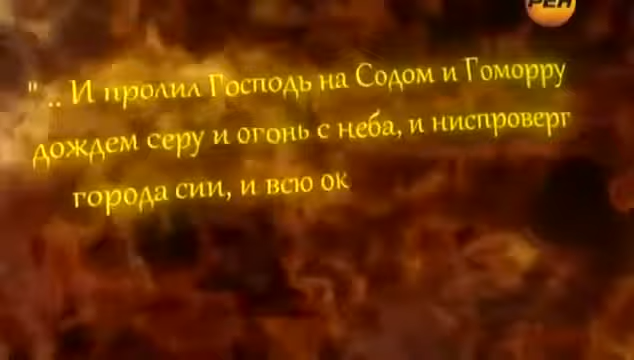 РЕН
".. И пролил Господь на Содом и Гоморру
дождем серу и огонь с неба, и ниспроверг
города сии, и всю ок